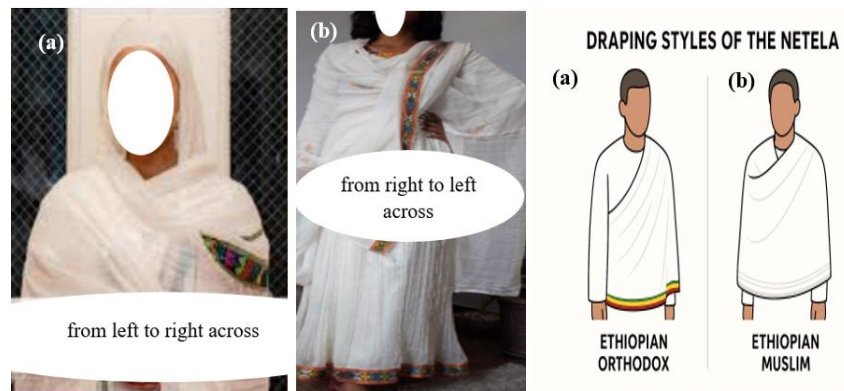 (a)
from left to right across
(b)
from right to left
across
DRAPING STYLES OF THE NETELA
(a)
ETHIOPIAN
ORTHODOX
(b)
ETHIOPIAN
MUSLIM